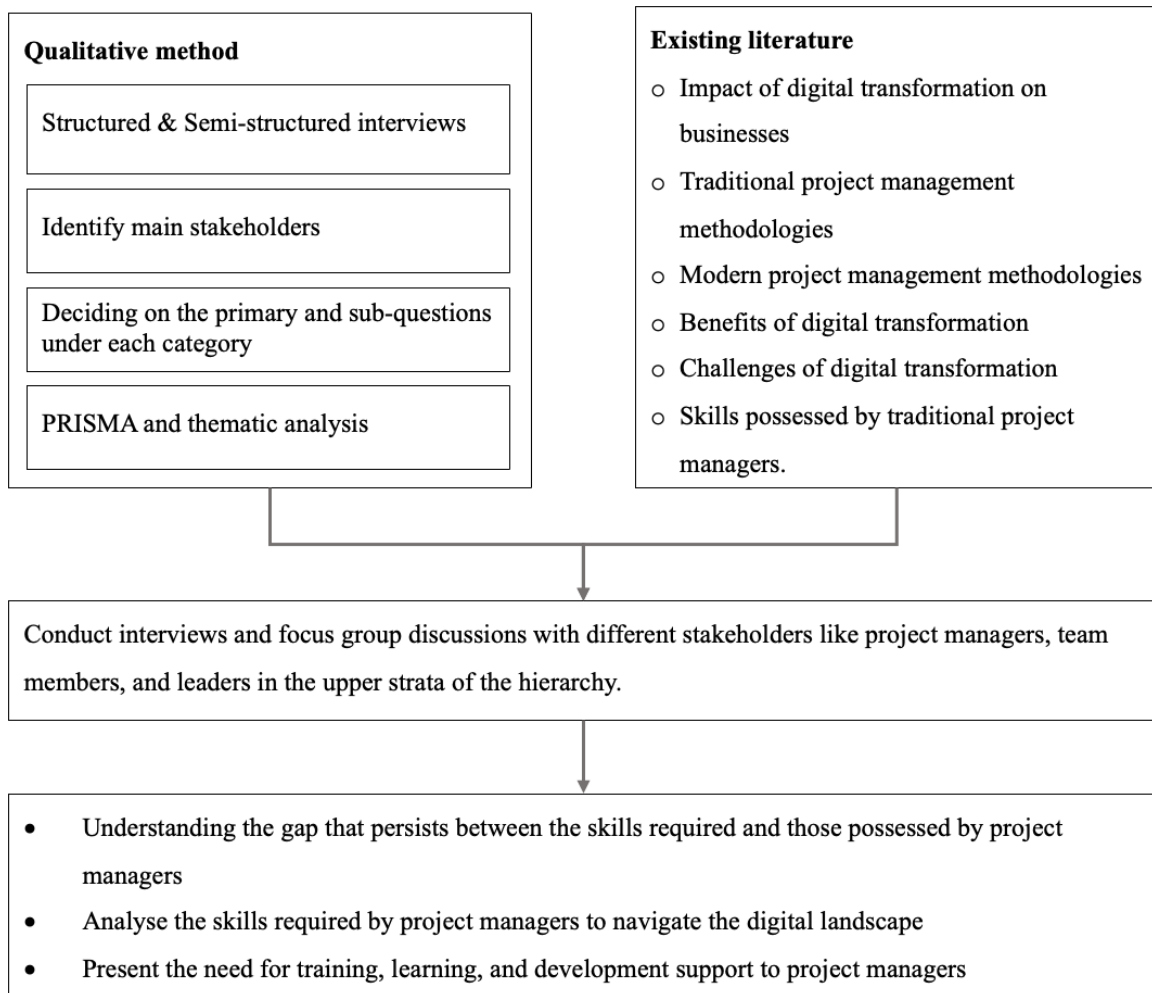 Qualitative method
Structured & Semi-structured interviews
Identify main stakeholders
Deciding on the primary and sub-questions
under each category
PRISMA and thematic analysis
Existing literature
o Impact of digital transformation on
businesses
o Traditional project management
methodologies
o Modern project management methodologies
o Benefits of digital transformation
o Challenges of digital transformation
o Skills possessed by traditional project
managers.
Conduct interviews and focus group discussions with different stakeholders like project managers, team
members, and leaders in the upper strata of the hierarchy.
• Understanding the gap that persists between the skills required and those possessed by project
managers
• Analyse the skills required by project managers to navigate the digital landscape
• Present the need for training, learning, and development support to project managers